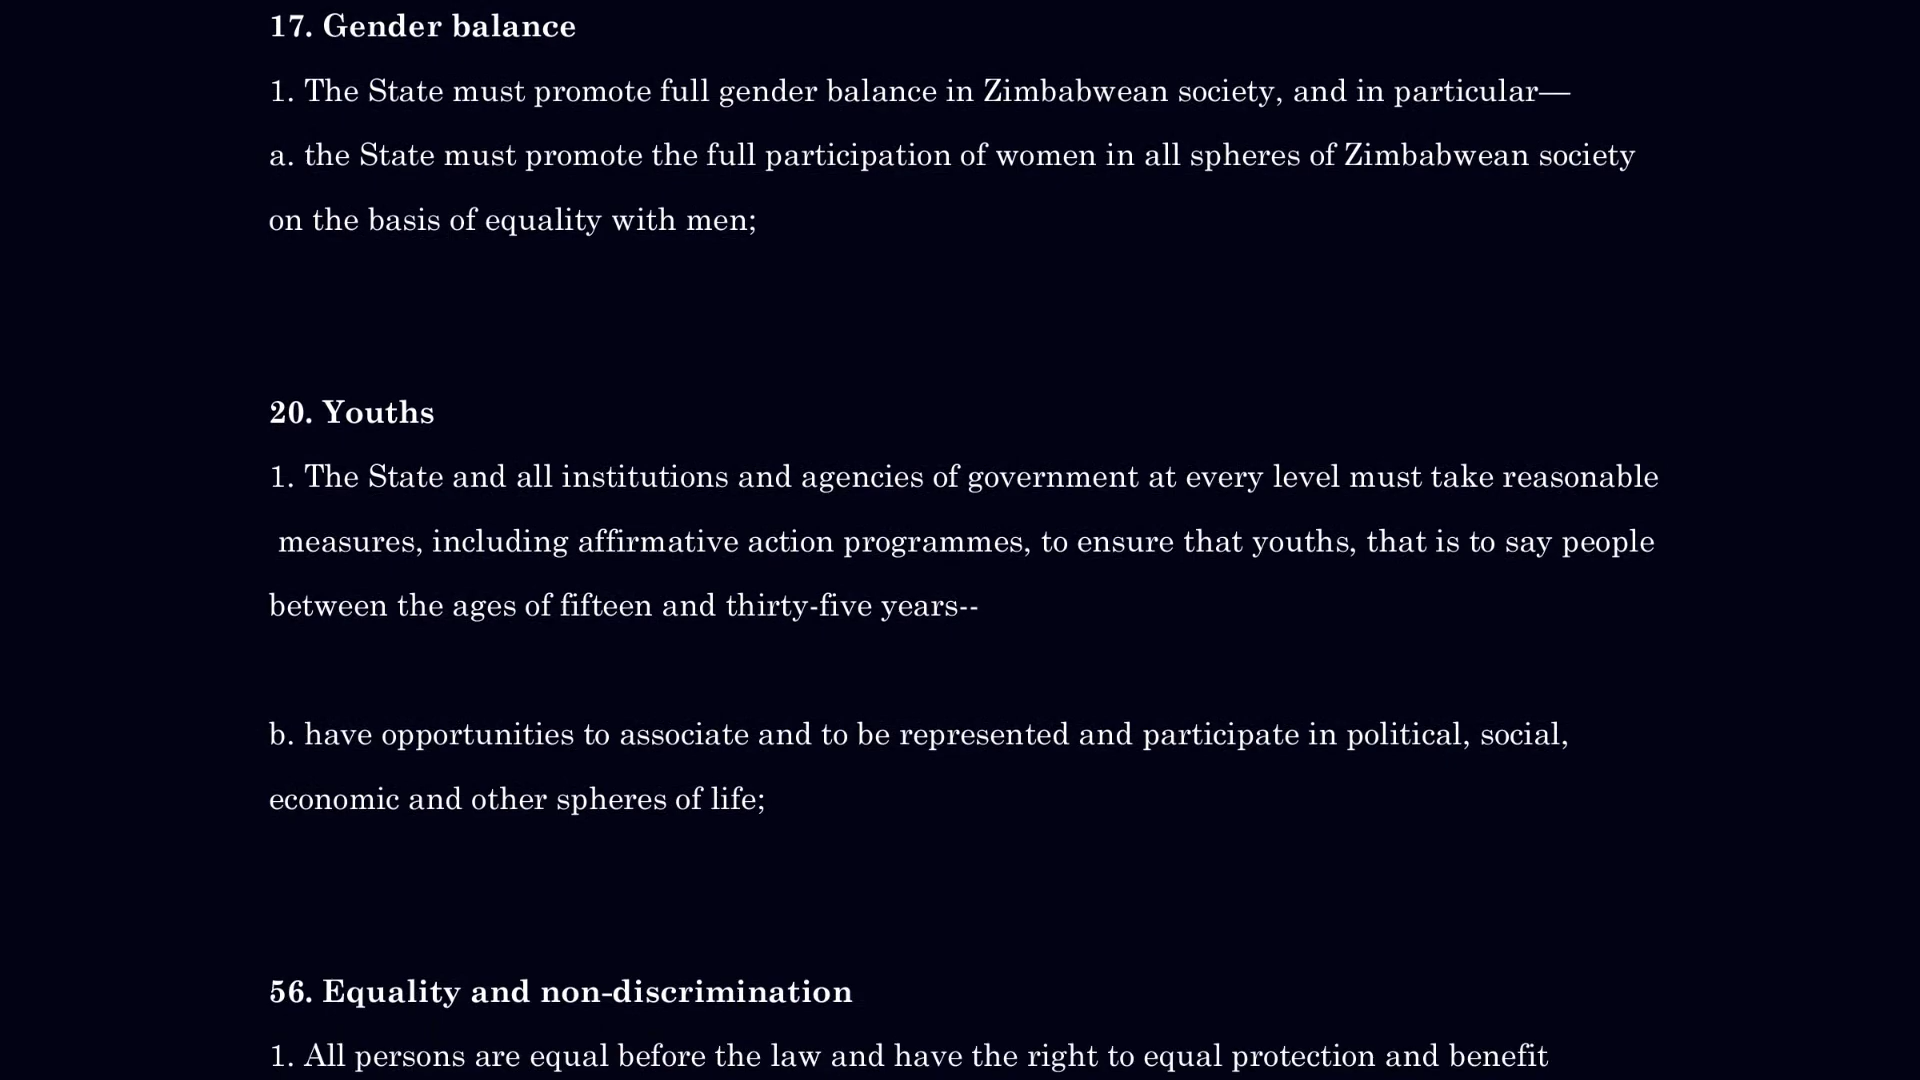 17. Gender balance
1. The State must promote full gender balance in Zimbabwean society, and in particular—
a. the State must promote the full participation of women in all spheres of Zimbabwean society
on the basis of equality with men;
20. Youths
1. The State and all institutions and agencies of government at every level must take reasonable
measures, including affirmative action programmes, to ensure that youths, that is to say people
between the ages of fifteen and thirty-five years--
b. have opportunities to associate and to be represented and participate in political, social,
economic and other spheres of life;
56. Equality and non-discrimination
1. All persons are equal before the law and have the right to equal protection and benefit